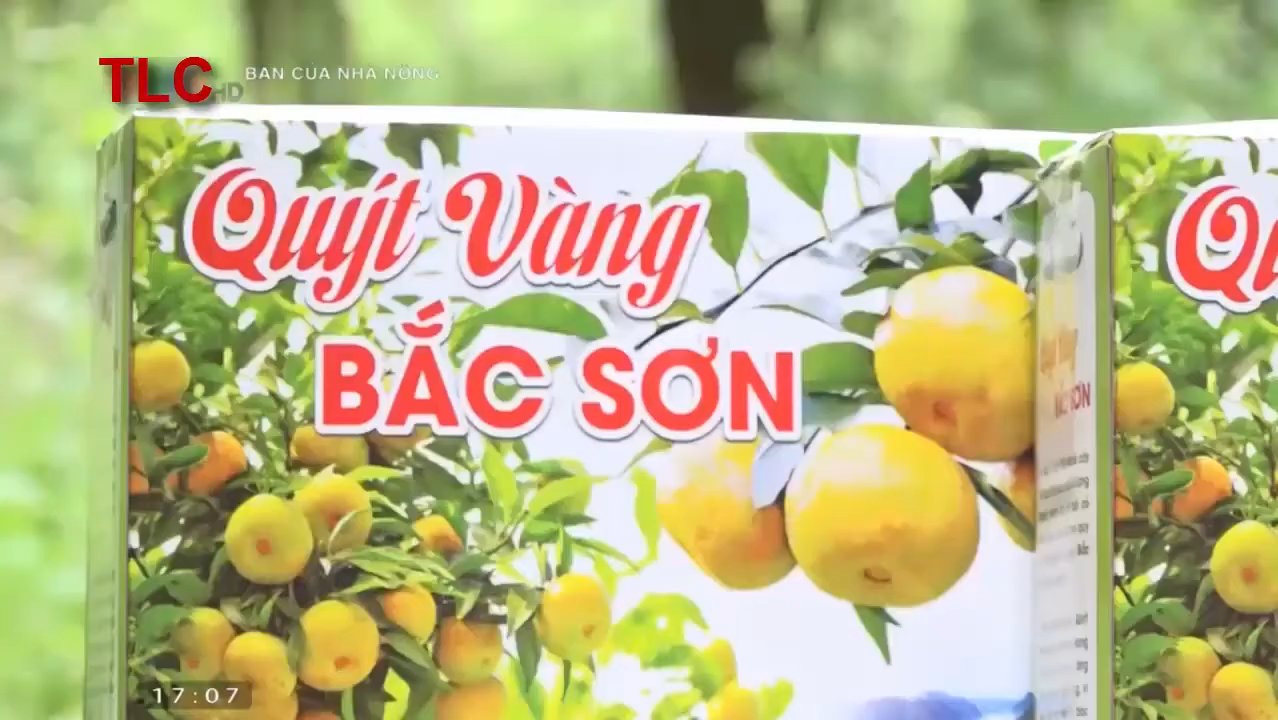 TLC HD BẠN CỦA NHÀ NÔNG
Quýt Vàng
BẮC SƠN
17:07